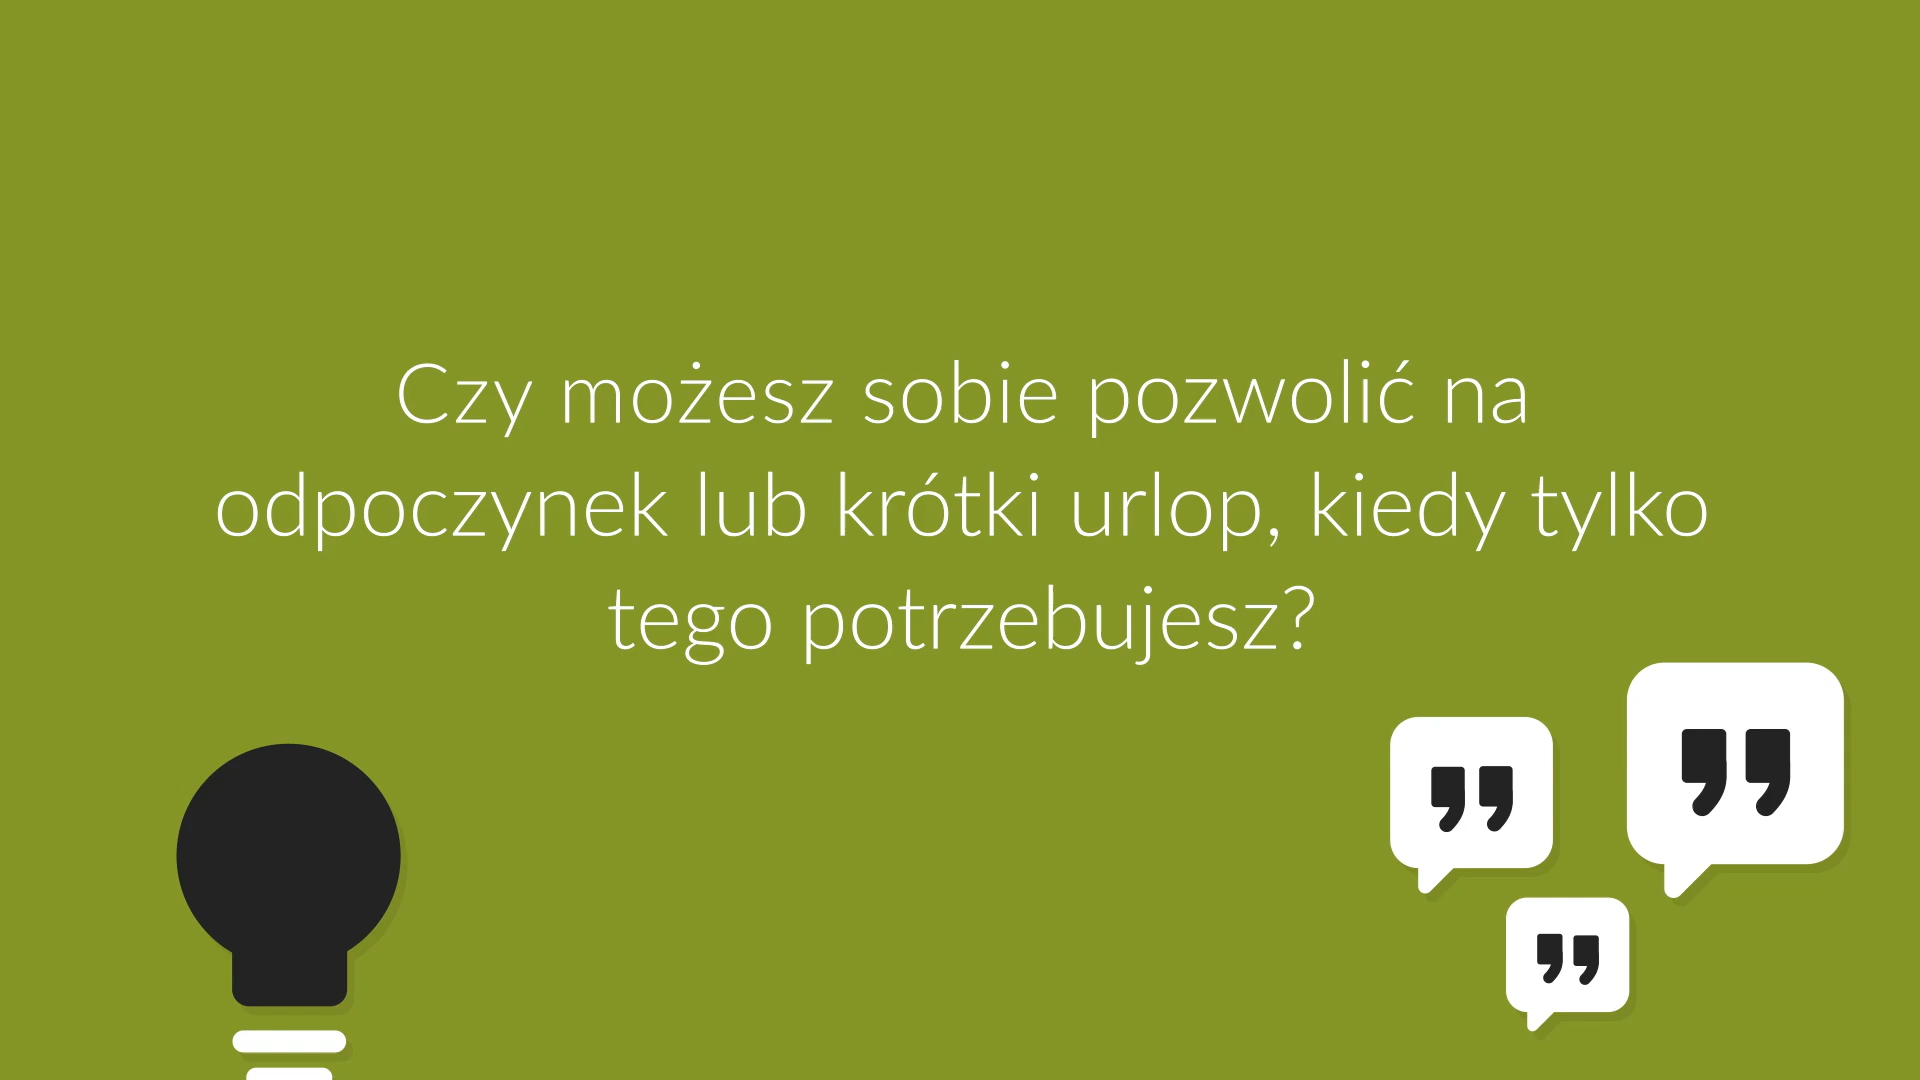 Czy możesz sobie pozwolić na
odpoczynek lub krótki urlop, kiedy tylko
tego potrzebujesz?